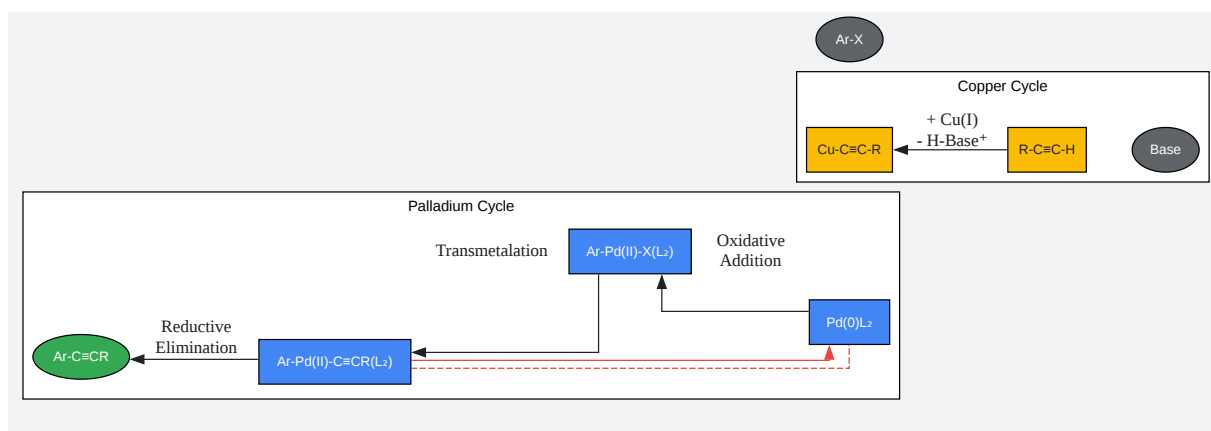 Ar-X
Copper Cycle
+ Cu(I)
- H-Base⁺
Cu-C≡C-R
R-C≡C-H
Base
Palladium Cycle
Transmetalation
Ar-Pd(II)-X(L₂)
Oxidative
Addition
Pd(0)L₂
Reductive
Elimination
Ar-C≡CR
Ar-Pd(II)-C≡CR(L₂)